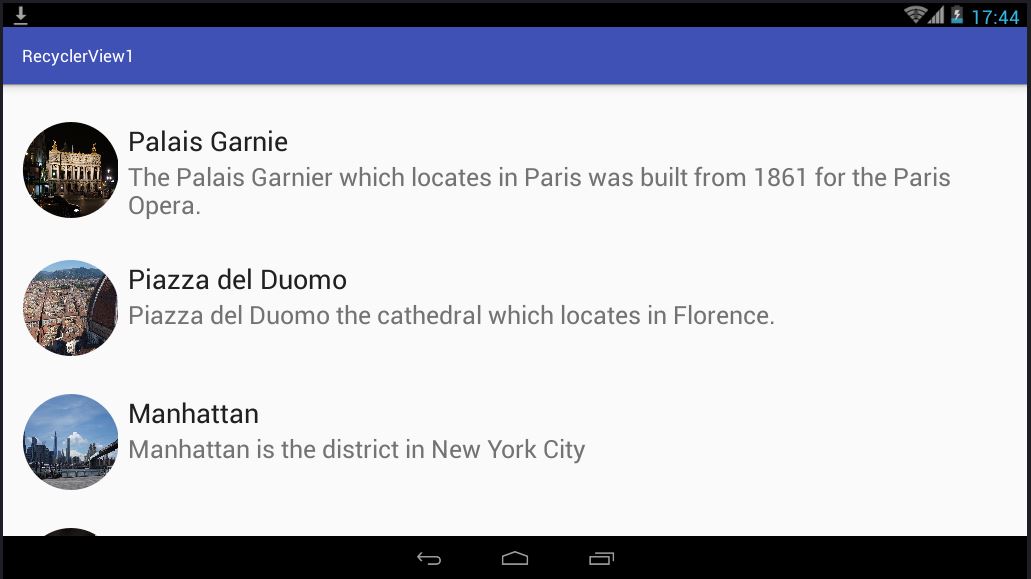 17:44
RecyclerView1
Palais Garnie
The Palais Garnier which locates in Paris was built from 1861 for the Paris
Opera.
Piazza del Duomo
Piazza del Duomo the cathedral which locates in Florence.
Manhattan
Manhattan is the district in New York City